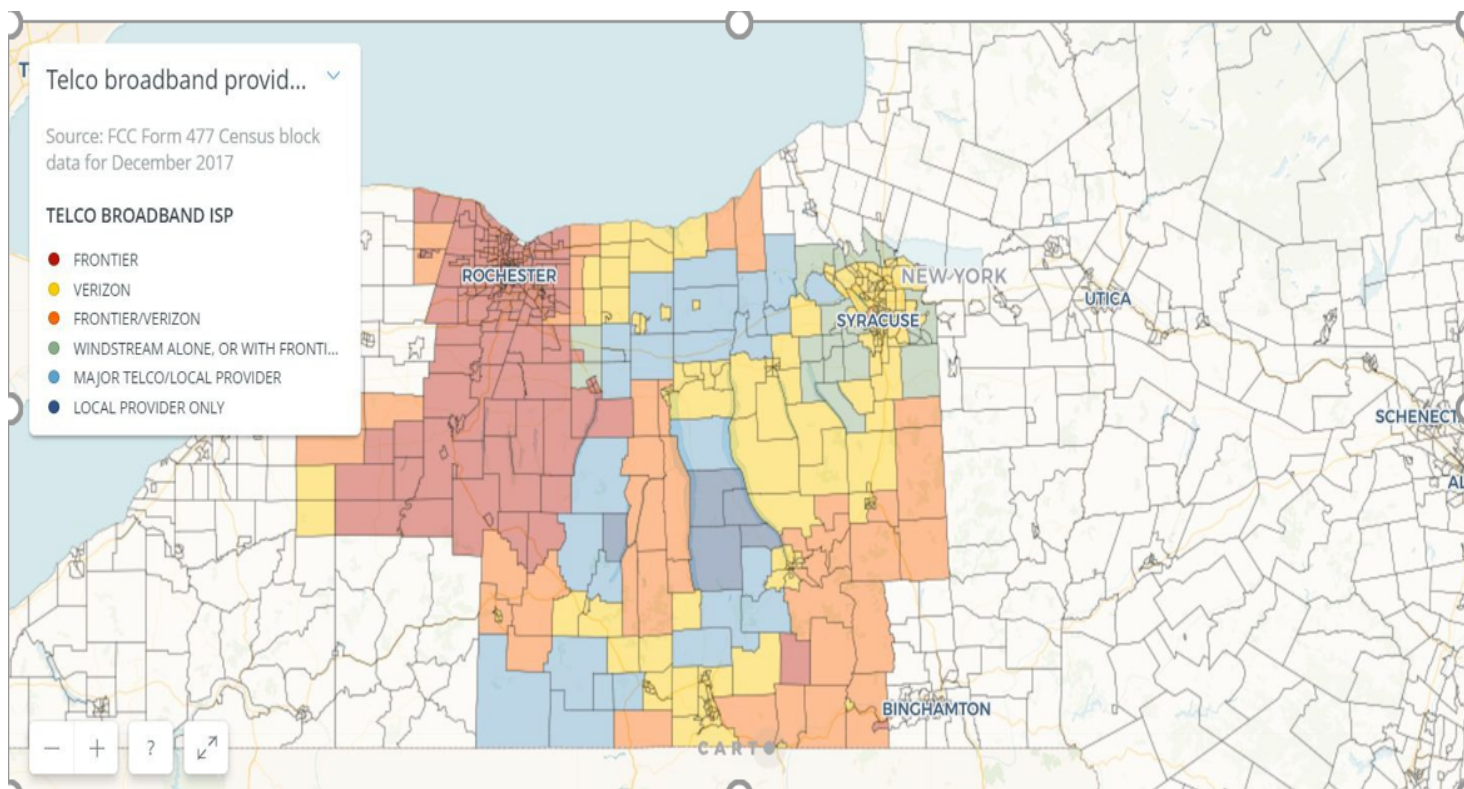 T
Telco broadband provid...
Source: FCC Form 477 Census block
data for December 2017
TELCO BROADBAND ISP
FRONTIER
VERIZON
FRONTIER/VERIZON
WINDSTREAM ALONE, OR WITH FRONTI...
MAJOR TELCO/LOCAL PROVIDER
LOCAL PROVIDER ONLY
ROCHESTER
NEW YORK
UTICA
SYRACUSE
SCHENECT
AL
BINGHAMTON
CARTO
− + ?